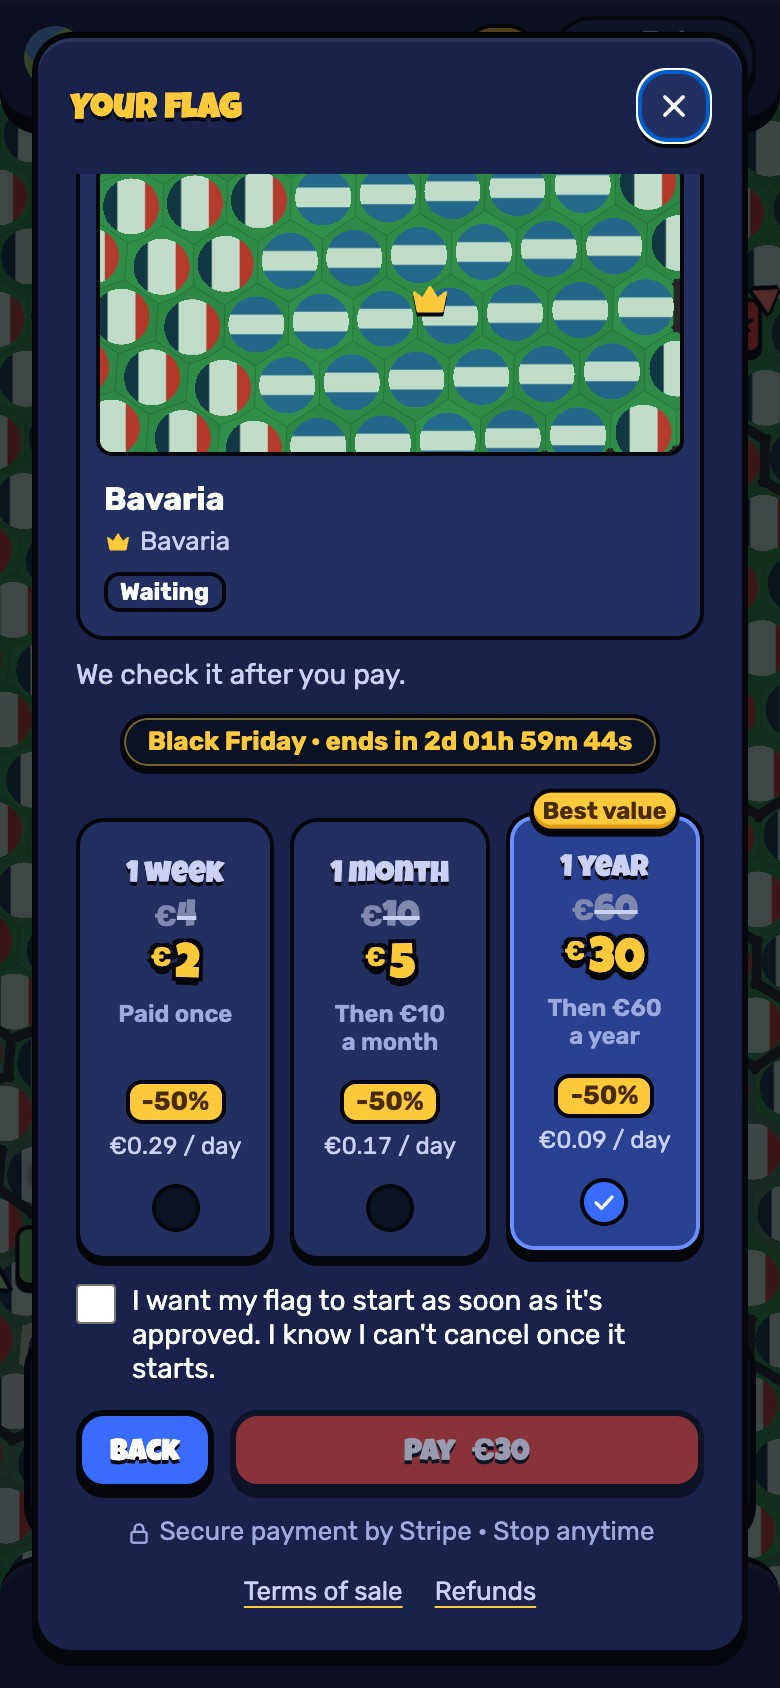 YOUR FLAG
Bavaria
Bavaria
Waiting
We check it after you pay.
Black Friday • ends in 2d 01h 59m 44s
Best value
1 WEEK
€4
€2
Paid once
-50%
€0.29 / day
1 MONTH
€10
€5
Then €10
a month
-50%
€0.17 / day
1 YEAR
€60
€30
Then €60
a year
-50%
€0.09 / day
I want my flag to start as soon as it's
approved. I know I can't cancel once it
starts.
BACK
PAY €30
Secure payment by Stripe • Stop anytime
Terms of sale Refunds